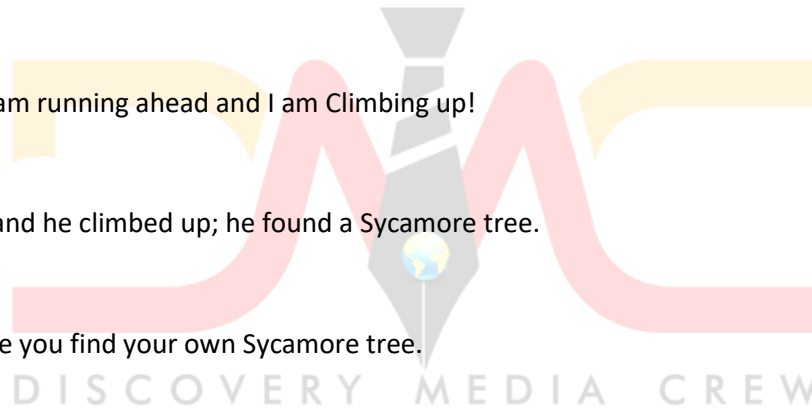 am running ahead and I am Climbing up!
and he climbed up; he found a Sycamore tree.
e you find your own Sycamore tree.
DISCOVERY MEDIA CREW